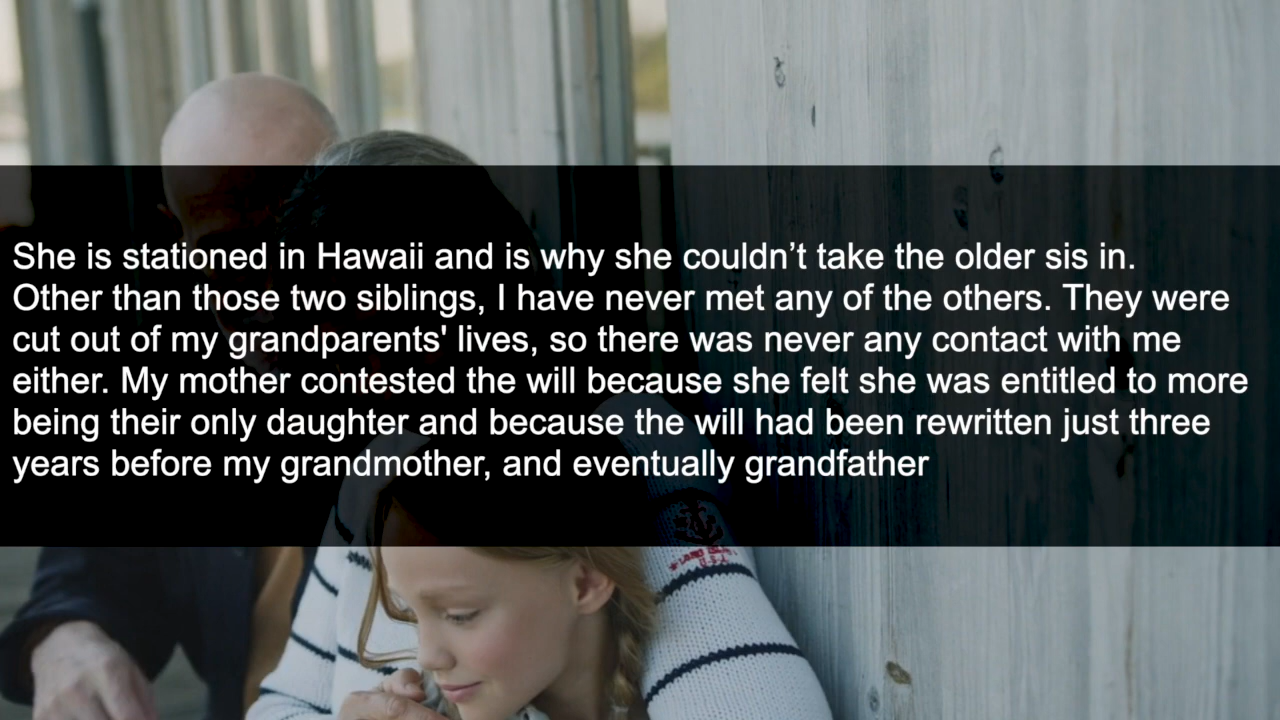 She is stationed in Hawaii and is why she couldn’t take the older sis in.
Other than those two siblings, I have never met any of the others. They were
cut out of my grandparents' lives, so there was never any contact with me
either. My mother contested the will because she felt she was entitled to more
being their only daughter and because the will had been rewritten just three
years before my grandmother, and eventually grandfather